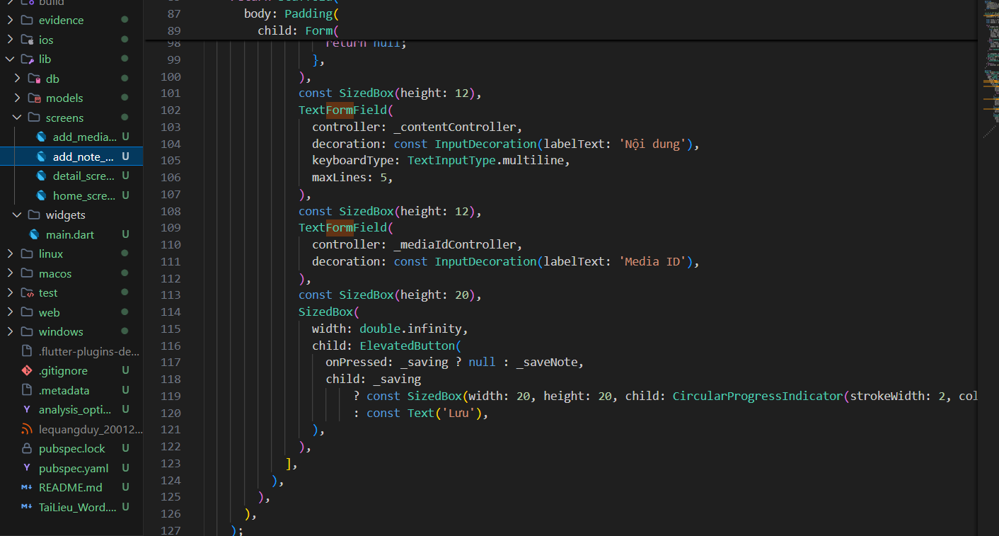 build
evidence
ios
lib
db
models
screens
add_media... U
add_note_... U
detail_scre... U
home_scre... U
widgets
main.dart U
linux
macos
test
web
windows
.flutter-plugins-de...
.gitignore U
.metadata U
analysis_opti... U
lequangduy_20012...
pubspec.lock U
pubspec.yaml U
README.md U
TaiLieu_Word.... U
87 body: Padding(
89 child: Form(
98 return null;
99 },
100 ),
101 const SizedBox(height: 12),
102 TextFormField(
103 controller: _contentController,
104 decoration: const InputDecoration(labelText: 'Nội dung'),
105 keyboardType: TextInputType.multiline,
106 maxLines: 5,
107 ),
108 const SizedBox(height: 12),
109 TextFormField(
110 controller: _mediaIdController,
111 decoration: const InputDecoration(labelText: 'Media ID'),
112 ),
113 const SizedBox(height: 20),
114 SizedBox(
115 width: double.infinity,
116 child: ElevatedButton(
117 onPressed: _saving ? null : _saveNote,
118 child: _saving
119 ? const SizedBox(width: 20, height: 20, child: CircularProgressIndicator(strokeWidth: 2, col
120 : const Text('Lưu'),
121 ),
122 ),
123 ],
124 ),
125 ),
126 ),
127 );